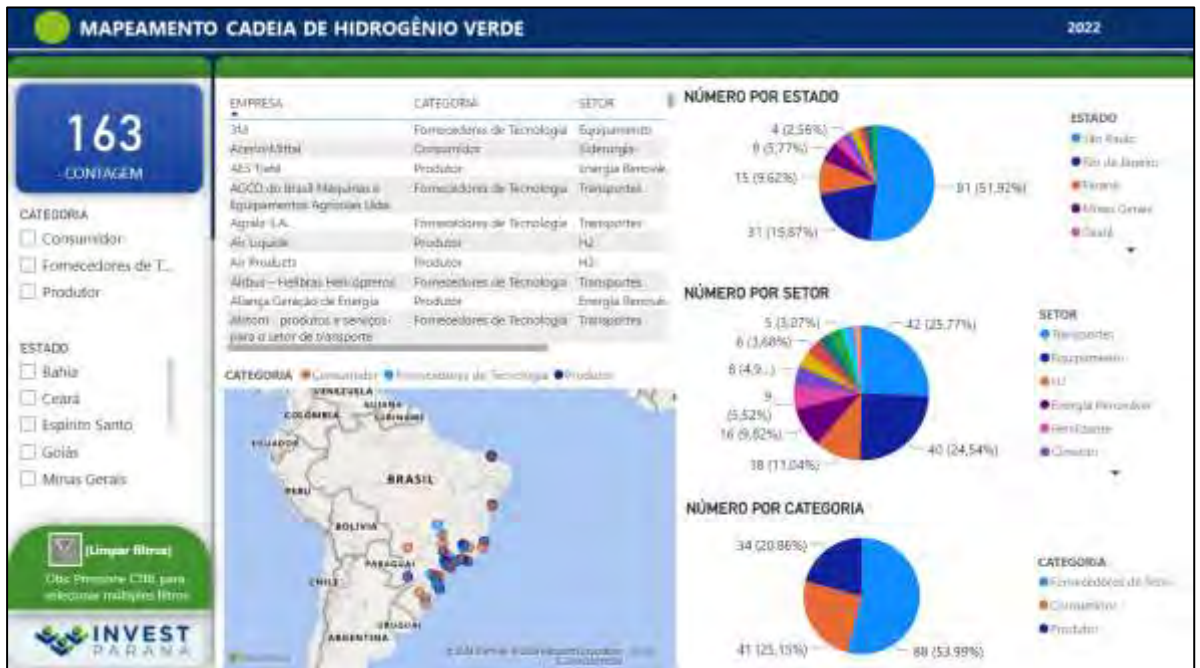 MAPEAMENTO CADEIA DE HIDROGÊNIO VERDE
2022
163
CONTAGEM
CATEGORIA
Consumidor
Fornecedores de T...
Produtor
ESTADO
Bahia
Ceará
Espírito Santo
Goiás
Minas Gerais
(Limpar filtros)
Obs: Pressione CTRL para
selecionar múltiplos filtros
INVEST
PARANÁ
EMPRESA CATEGORIA SETOR
Fornecedores de Tecnologia Equipamento
ArcelorMittal Consumidor Siderurgia
AES Tietê Produtor Energia Renováv.
AGCO do Brasil Máquinas e Fornecedores de Tecnologia Transportes
Equipamentos Agrícolas Ltda
Agrale S.A. Fornecedores de Tecnologia Transportes
Air Liquide Produtor H2
Air Products Produtor H2
Airbus – Helibras Helicópteros Fornecedores de Tecnologia Transportes
Aliança Geração de Energia Produtor Energia Renováv.
Alstom - produtos e serviços Fornecedores de Tecnologia Transportes
para o setor de transporte
CATEGORIA Consumidor Fornecedores de Tecnologia Produtor
VENEZUELA
GUIANA
COLÔMBIA SURINAME
EQUADOR
BRASIL
PERU
BOLÍVIA
PARAGUAI
CHILE
URUGUAI
ARGENTINA
NÚMERO POR ESTADO
4 (2,56%)
9 (5,77%)
15 (9,62%)
31 (19,87%)
81 (51,92%)
ESTADO
São Paulo
Rio de Janeiro
Paraná
Minas Gerais
Ceará
NÚMERO POR SETOR
5 (3,07%)
6 (3,68%)
8 (4,9...)
9
(5,52%)
16 (9,82%)
18 (11,04%)
42 (25,77%)
40 (24,54%)
SETOR
Transportes
Equipamento
H2
Energia Renovável
Fertilizante
Cimento
NÚMERO POR CATEGORIA
34 (20,86%)
41 (25,15%)
88 (53,99%)
CATEGORIA
Fornecedores de Tecn...
Consumidor
Produtor